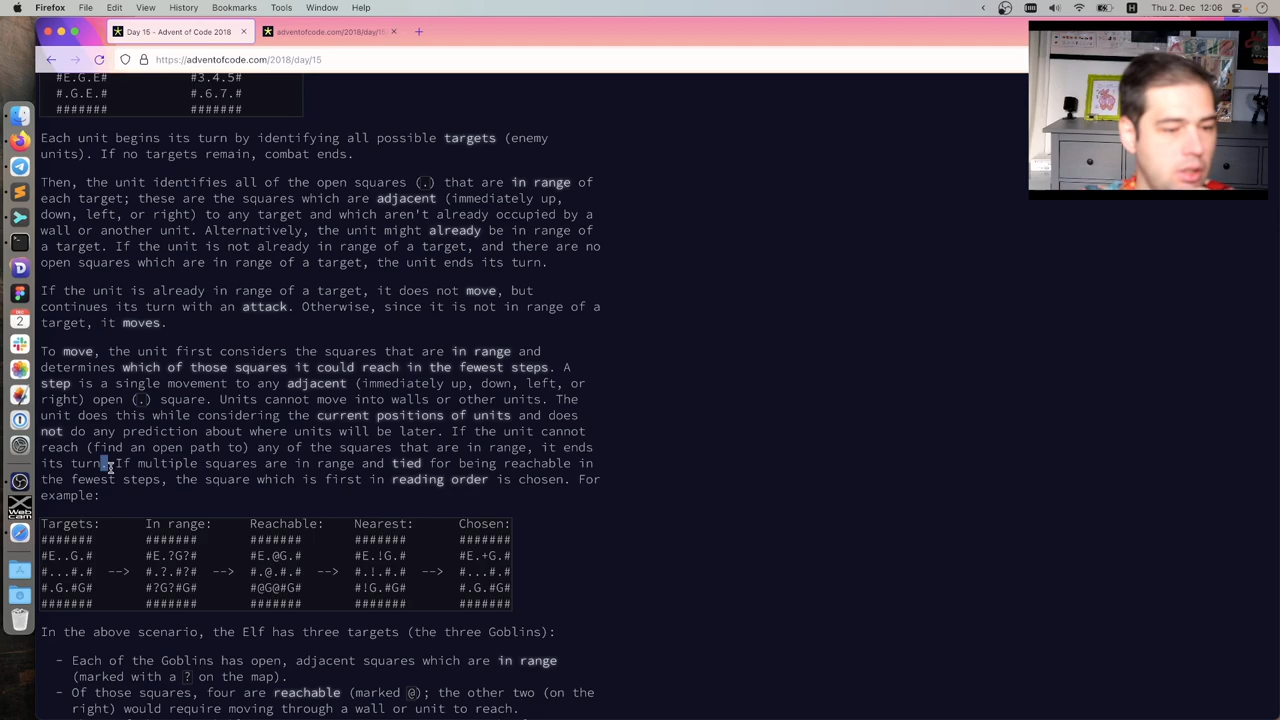 Firefox File Edit View History Bookmarks Tools Window Help
Thu 2. Dec 12:06
Day 15 - Advent of Code 2018
adventofcode.com/2018/day/15
https://adventofcode.com/2018/day/15
#E.G.E# #3.4.5#
#.G.E.# #.6.7.#
####### #######
Each unit begins its turn by identifying all possible targets (enemy
units). If no targets remain, combat ends.
Then, the unit identifies all of the open squares (.) that are in range of
each target; these are the squares which are adjacent (immediately up,
down, left, or right) to any target and which aren't already occupied by a
wall or another unit. Alternatively, the unit might already be in range of
a target. If the unit is not already in range of a target, and there are no
open squares which are in range of a target, the unit ends its turn.
If the unit is already in range of a target, it does not move, but
continues its turn with an attack. Otherwise, since it is not in range of a
target, it moves.
To move, the unit first considers the squares that are in range and
determines which of those squares it could reach in the fewest steps. A
step is a single movement to any adjacent (immediately up, down, left, or
right) open (.) square. Units cannot move into walls or other units. The
unit does this while considering the current positions of units and does
not do any prediction about where units will be later. If the unit cannot
reach (find an open path to) any of the squares that are in range, it ends
its turn. If multiple squares are in range and tied for being reachable in
the fewest steps, the square which is first in reading order is chosen. For
example:
Targets: In range: Reachable: Nearest: Chosen:
####### ####### ####### ####### #######
#E..G.# #E.?G?# #E.@G.# #E.!G.# #E.+G.#
#...#.# --> #.?.#?# --> #.@.#.# --> #.!.#.# --> #...#.#
#.G.#G# #?G?#G# #@G@#G# #!G.#G# #.G.#G#
####### ####### ####### ####### #######
In the above scenario, the Elf has three targets (the three Goblins):
- Each of the Goblins has open, adjacent squares which are in range
(marked with a ? on the map).
- Of those squares, four are reachable (marked @); the other two (on the
right) would require moving through a wall or unit to reach.